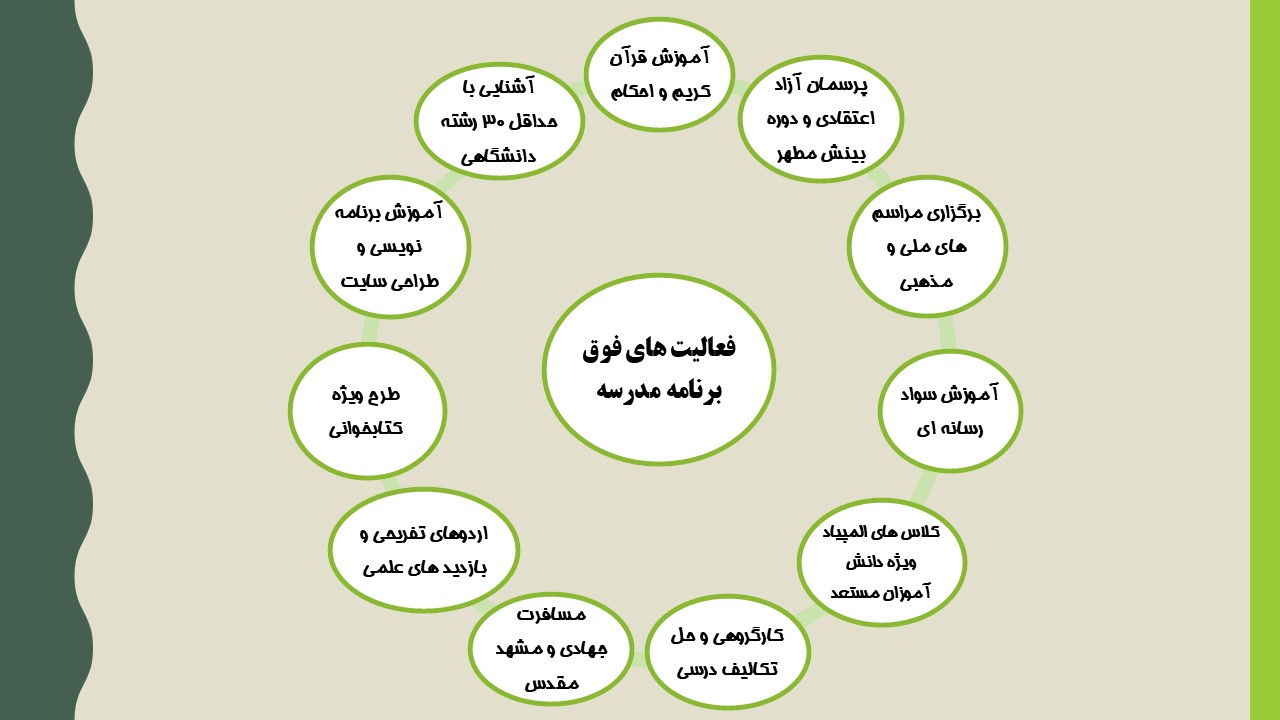 آموزش قرآن
کریم و احکام
پرسمان آزاد
اعتقادی و دوره
بینش مطهر
برگزاری مراسم
های ملی و
مذهبی
آموزش سواد
رسانه ای
کلاس های المپیاد
ویژه دانش
آموزان مستعد
کارگروهی و حل
تکالیف درسی
مسافرت
جهادی و مشهد
مقدس
اردوهای تفریحی و
بازدید های علمی
طرح ویژه
کتابخوانی
آموزش برنامه
نویسی و
طراحی سایت
آشنایی با
حداقل ۳۰ رشته
دانشگاهی
فعالیت های فوق
برنامه مدرسه